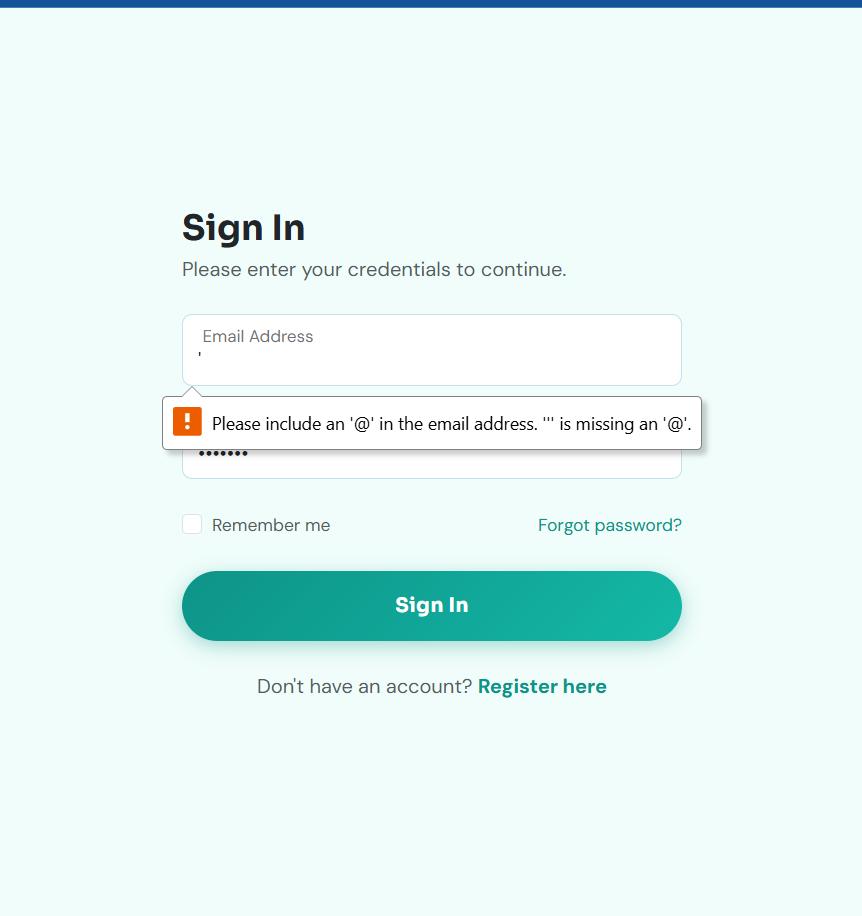 Sign In
Please enter your credentials to continue.
Email Address
'
Please include an '@' in the email address. ''' is missing an '@'.
•••••••
Remember me
Forgot password?
Sign In
Don't have an account? Register here